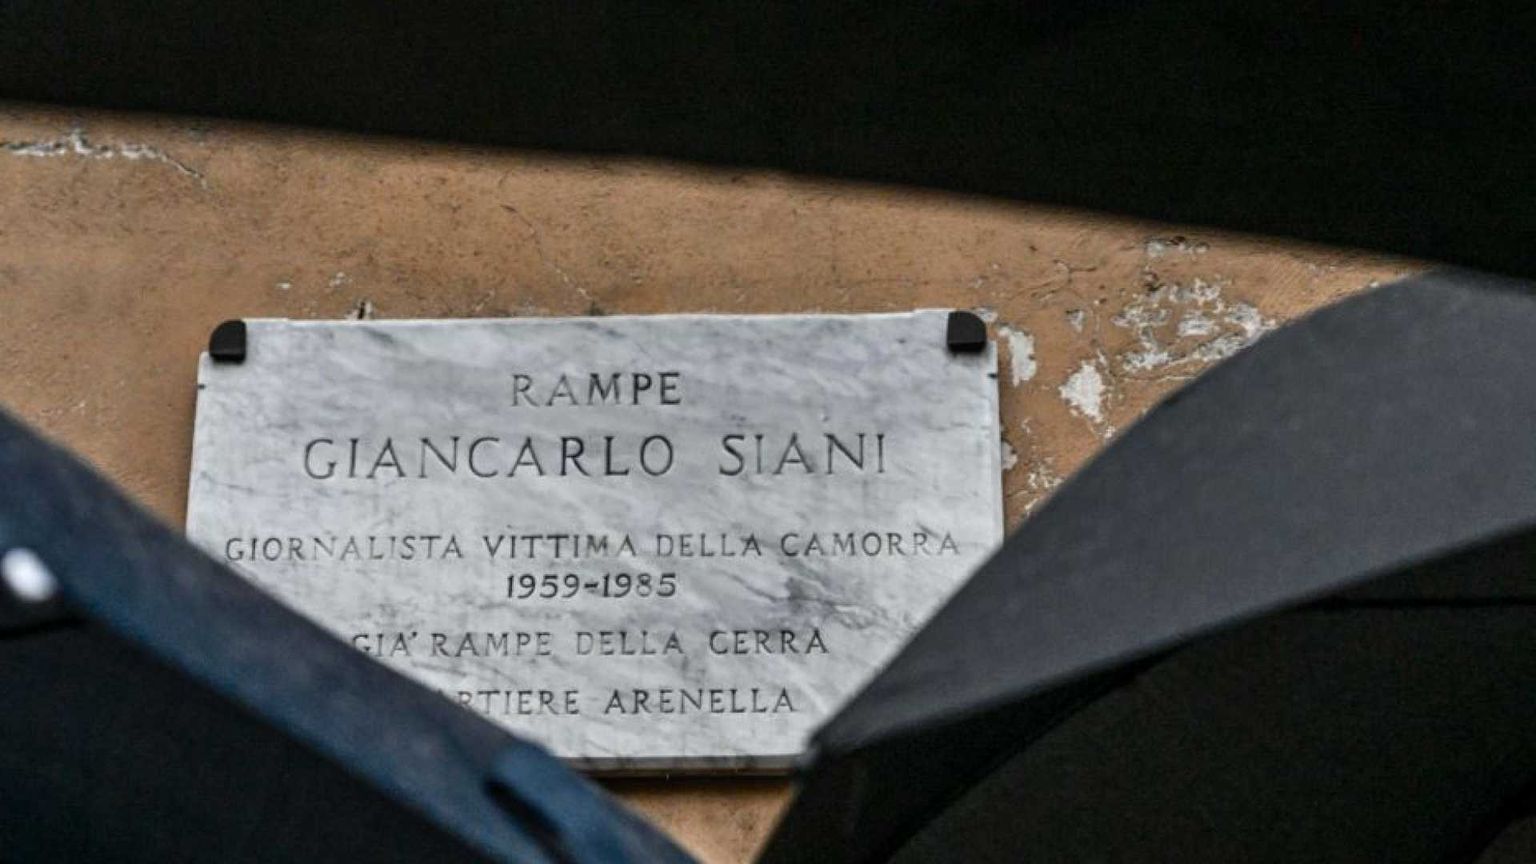 RAMPE
GIANCARLO SIANI
GIORNALISTA VITTIMA DELLA CAMORRA
1959-1985
GIA' RAMPE DELLA CERRA
ARENELLA